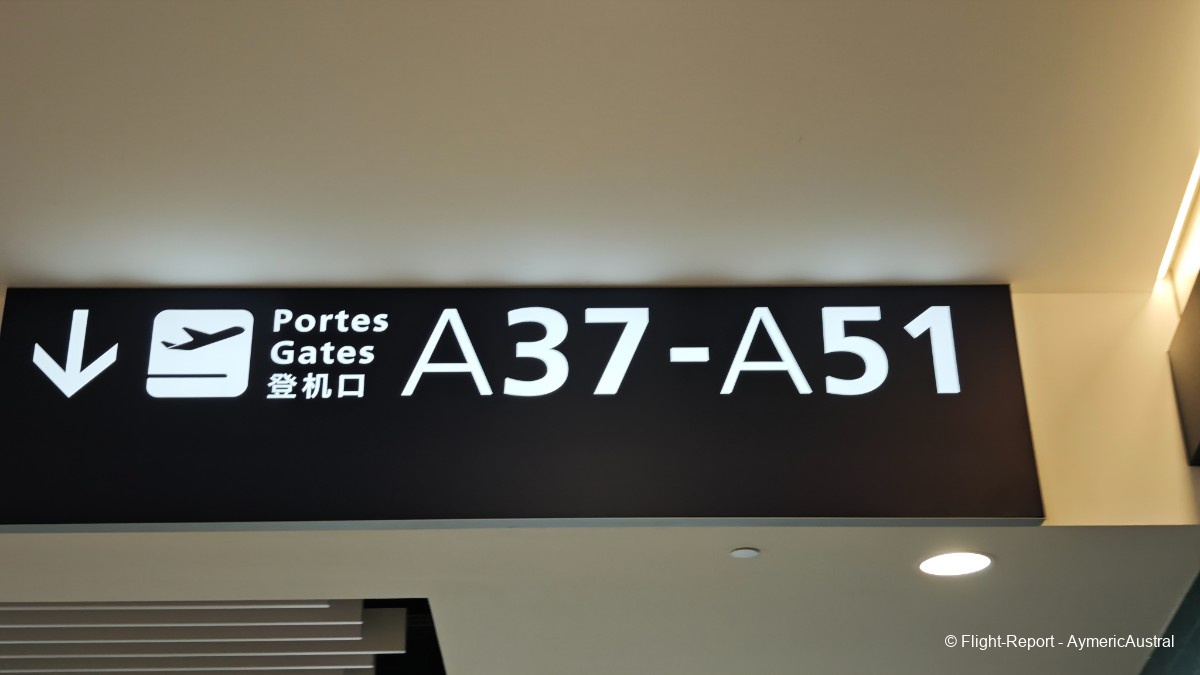 Portes
Gates
登机口
A37-A51
© Flight-Report - AymericAustral